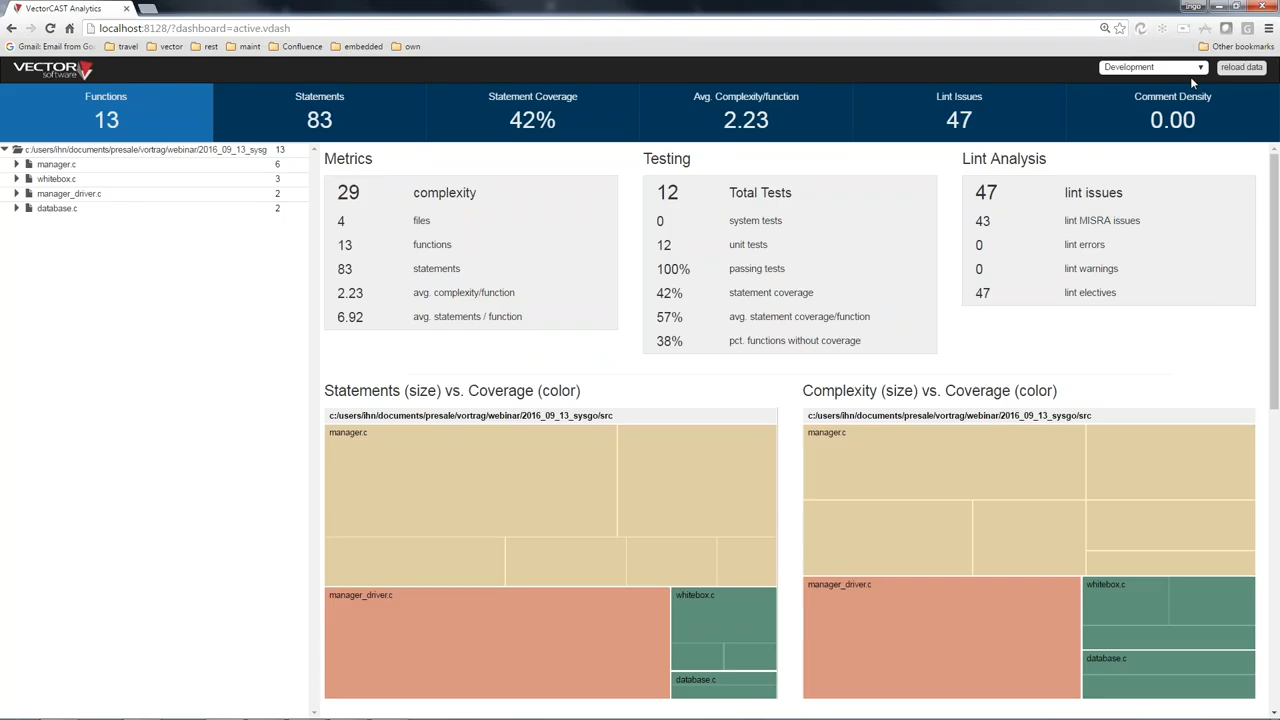 VectorCAST Analytics
Ingo
localhost:8128/?dashboard=active.vdash
Gmail: Email from Goo
travel
vector
rest
maint
Confluence
embedded
own
Other bookmarks
VECTOR
software
Development
reload data
Functions
13
Statements
83
Statement Coverage
42%
Avg. Complexity/function
2.23
Lint Issues
47
Comment Density
0.00
c:/users/ihn/documents/presale/vortrag/webinar/2016_09_13_sysg 13
manager.c 6
whitebox.c 3
manager_driver.c 2
database.c 2
Metrics
29 complexity
4 files
13 functions
83 statements
2.23 avg. complexity/function
6.92 avg. statements / function
Testing
12 Total Tests
0 system tests
12 unit tests
100% passing tests
42% statement coverage
57% avg. statement coverage/function
38% pct. functions without coverage
Lint Analysis
47 lint issues
43 lint MISRA issues
0 lint errors
0 lint warnings
47 lint electives
Statements (size) vs. Coverage (color)
c:/users/ihn/documents/presale/vortrag/webinar/2016_09_13_sysgo/src
manager.c
manager_driver.c
whitebox.c
database.c
Complexity (size) vs. Coverage (color)
c:/users/ihn/documents/presale/vortrag/webinar/2016_09_13_sysgo/src
manager.c
manager_driver.c
whitebox.c
database.c